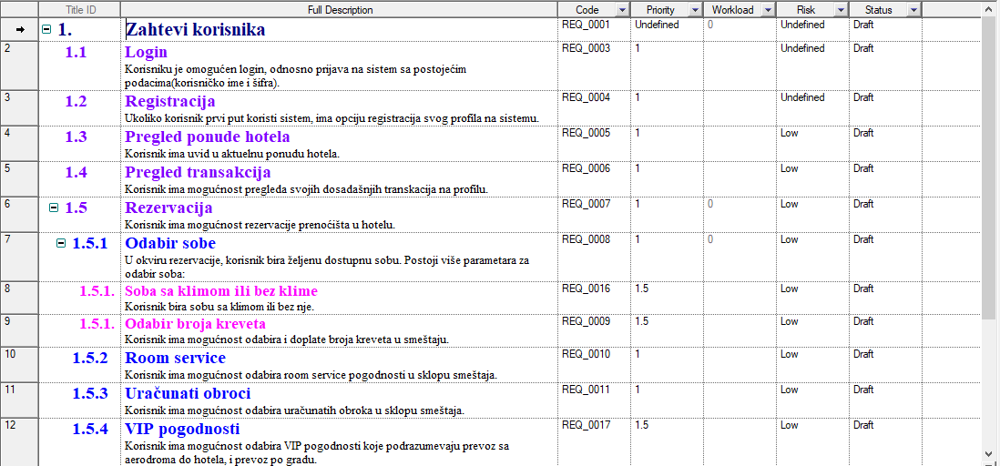 Title ID Full Description Code Priority Workload Risk Status
1. Zahtevi korisnika REQ_0001 Undefined 0 Undefined Draft
2 1.1 Login REQ_0003 1 Undefined Draft
Korisniku je omogućen login, odnosno prijava na sistem sa postojećim
podacima(korisničko ime i šifra).
3 1.2 Registracija REQ_0004 1 Undefined Draft
Ukoliko korisnik prvi put koristi sistem, ima opciju registracija svog profila na sistemu.
4 1.3 Pregled ponude hotela REQ_0005 1 Low Draft
Korisnik ima uvid u aktuelnu ponudu hotela.
5 1.4 Pregled transakcija REQ_0006 1 Low Draft
Korisnik ima mogućnost pregleda svojih dosadašnjih transkacija na profilu.
6 1.5 Rezervacija REQ_0007 1 0 Low Draft
Korisnik ima mogućnost rezervacije prenoćišta u hotelu.
7 1.5.1 Odabir sobe REQ_0008 1 0 Low Draft
U okviru rezervacije, korisnik bira željenu dostupnu sobu. Postoji više parametara za
odabir soba:
8 1.5.1. Soba sa klimom ili bez klime REQ_0016 1.5 Low Draft
Korisnik bira sobu sa klimom ili bez nje.
9 1.5.1. Odabir broja kreveta REQ_0009 1.5 Low Draft
Korisnik ima mogućnost odabira i doplate broja kreveta u smeštaju.
10 1.5.2 Room service REQ_0010 1 Low Draft
Korisnik ima mogućnost odabira room service pogodnosti u sklopu smeštaja.
11 1.5.3 Uračunati obroci REQ_0011 1 Low Draft
Korisnik ima mogućnost odabira uračunatih obroka u sklopu smeštaja.
12 1.5.4 VIP pogodnosti REQ_0017 1.5 Low Draft
Korisnik ima mogućnost odabira VIP pogodnosti koje podrazumevaju prevoz sa
aerodroma do hotela, i prevoz po gradu.